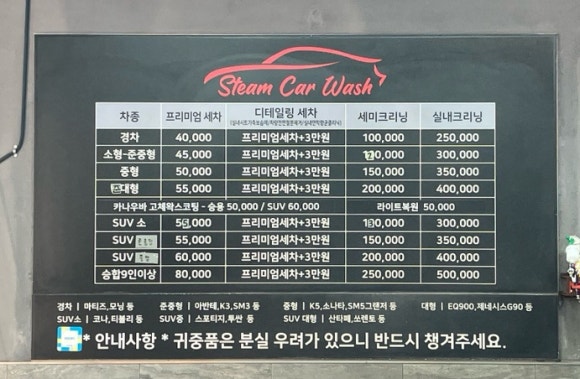 Steam Car Wash
차종 프리미엄 세차 디테일링 세차 세미크리닝 실내크리닝
경차 40,000 프리미엄세차+3만원 100,000 250,000
소형-준중형 45,000 프리미엄세차+3만원 120,000 300,000
중형 50,000 프리미엄세차+3만원 150,000 350,000
대형 55,000 프리미엄세차+3만원 200,000 400,000
카나우바 고체왁스코팅 - 승용 50,000 / SUV 60,000 라이트복원 50,000
SUV 소 프리미엄세차+3만원 300,000
SUV 55,000 프리미엄세차+3만원 150,000 350,000
SUV 60,000 프리미엄세차+3만원 200,000 400,000
승합9인이상 80,000 프리미엄세차+3만원 250,000 500,000
경차 | 마티즈,모닝 등 준중형 | 아반테,K3,SM3 등 중형 | K5,소나타,SM5그랜저 등 대형 | EQ900,제네시스G90 등
SUV소 | 코나,티볼리 등 SUV중 | 스포티지,투싼 등 SUV 대형 | 산타페,쏘렌토 등
* 안내사항 * 귀중품은 분실 우려가 있으니 반드시 챙겨주세요.